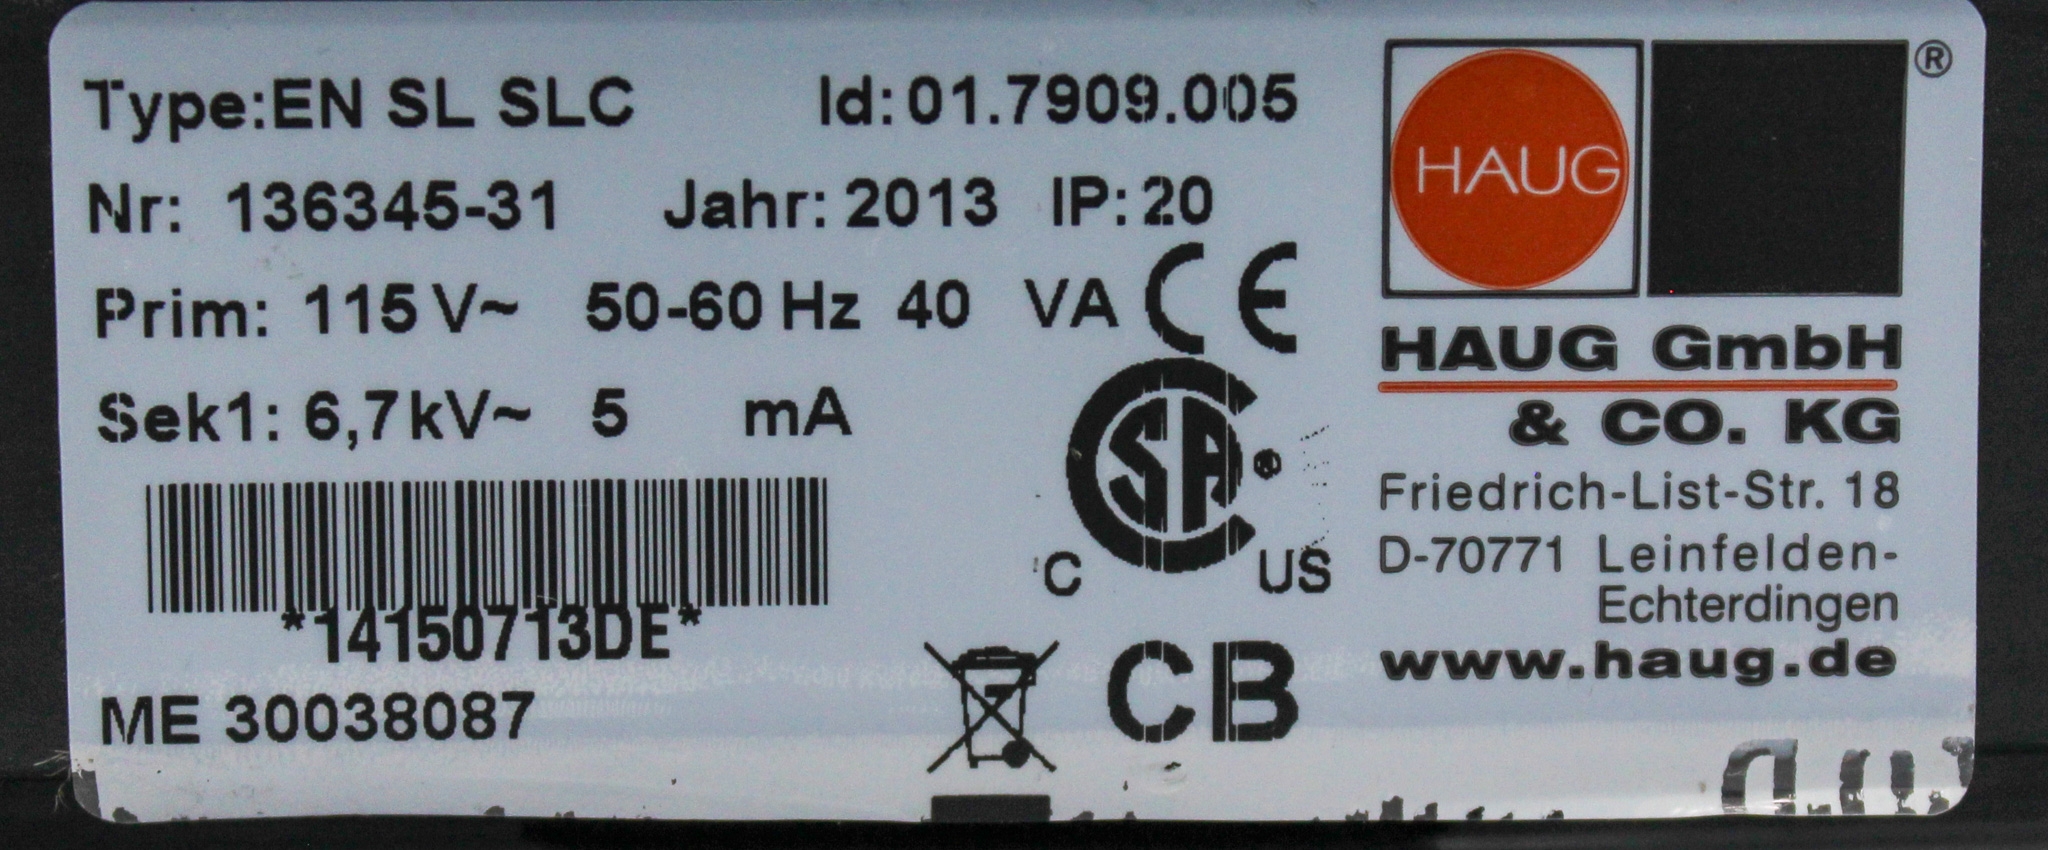 Type:EN SL SLC Id:01.7909.005
Nr: 136345-31 Jahr: 2013 IP:20
Prim: 115 V~ 50-60 Hz 40 VA CE
Sek1: 6,7kV~ 5 mA
CSA®
C US
*14150713DE*
ME 30038087
CB
HAUG ®
HAUG GmbH
& CO. KG
Friedrich-List-Str. 18
D-70771 Leinfelden-
Echterdingen
www.haug.de